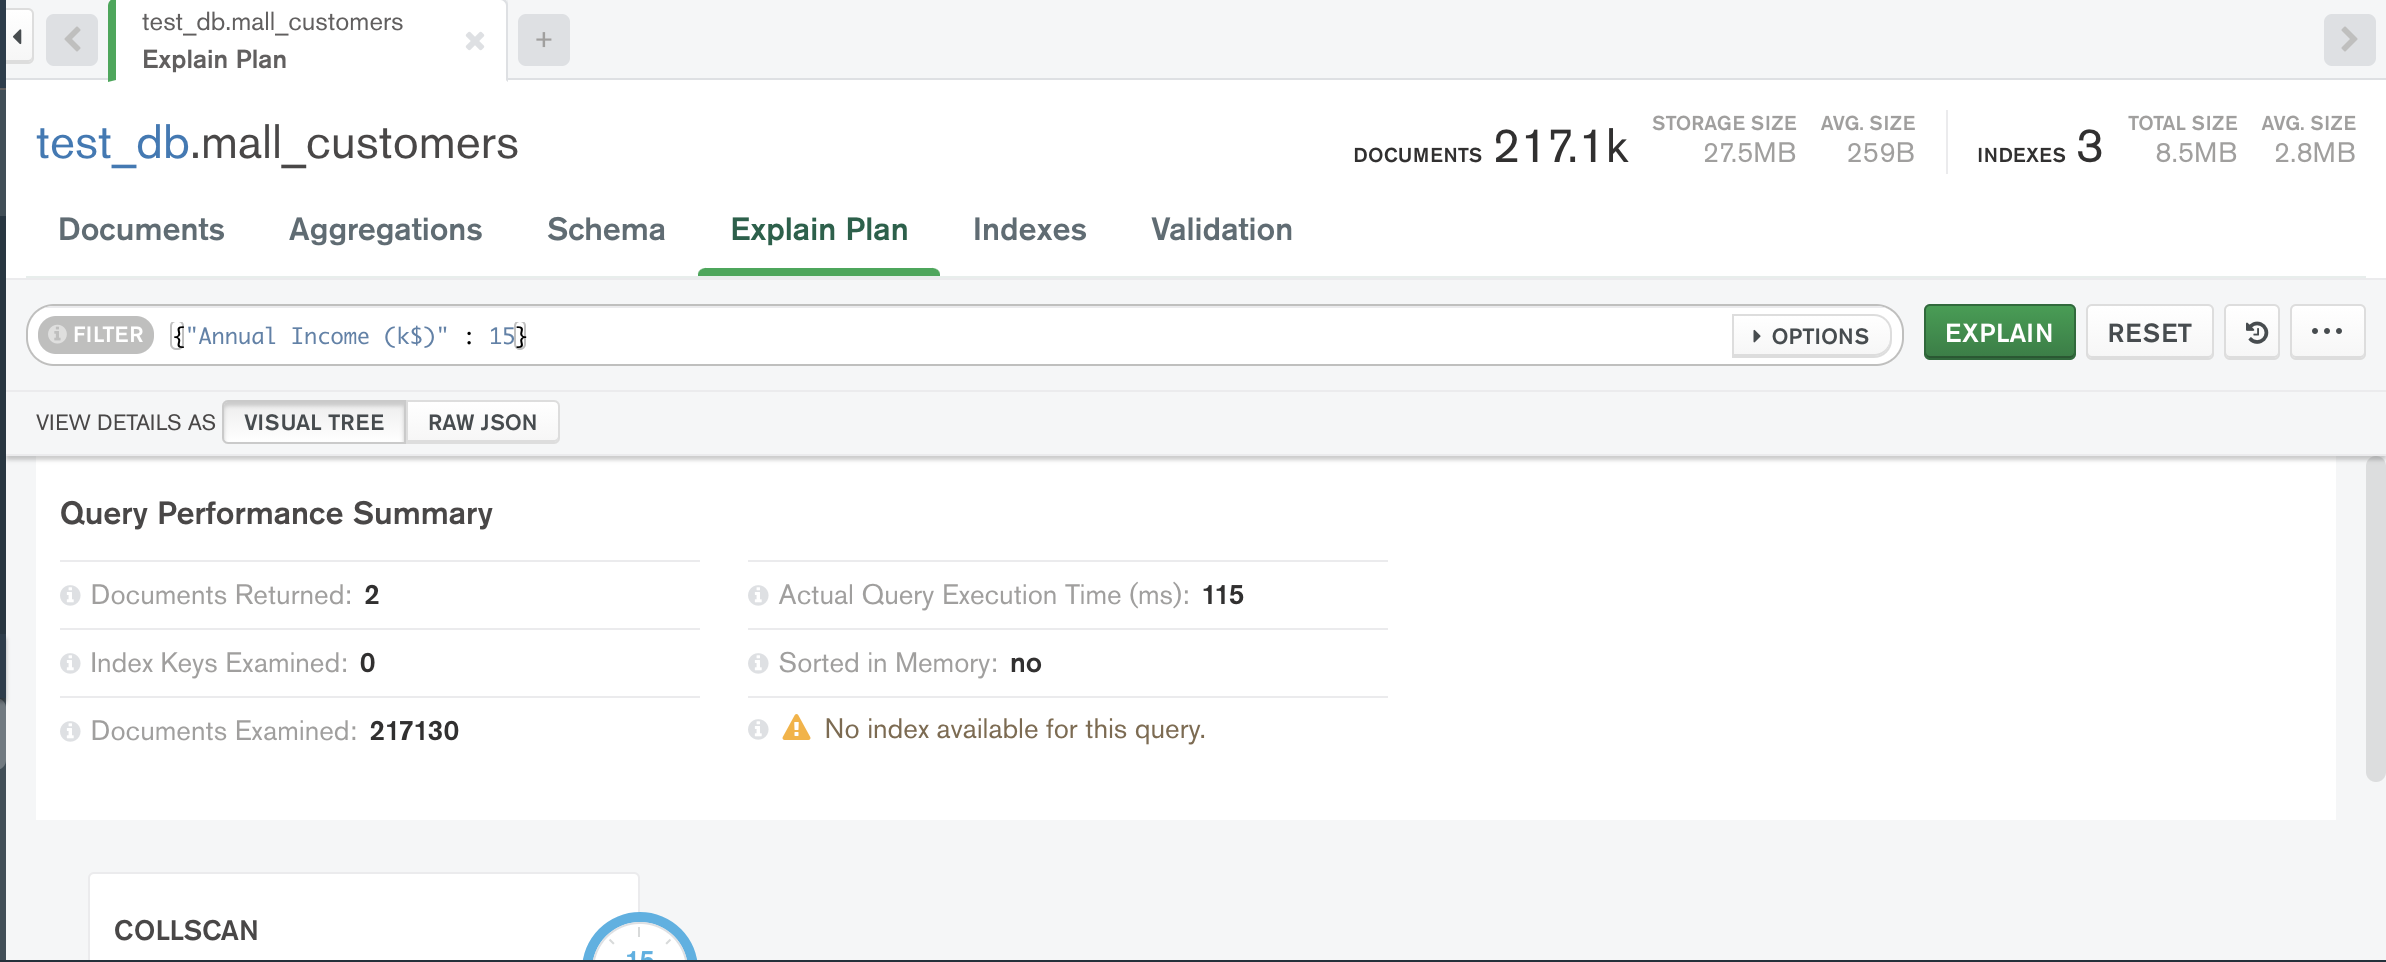 test_db.mall_customers
Explain Plan
test_db.mall_customers
DOCUMENTS 217.1k
STORAGE SIZE
27.5MB
AVG. SIZE
259B
INDEXES 3
TOTAL SIZE
8.5MB
AVG. SIZE
2.8MB
Documents Aggregations Schema Explain Plan Indexes Validation
FILTER {"Annual Income (k$)" : 15} OPTIONS EXPLAIN RESET
VIEW DETAILS AS VISUAL TREE RAW JSON
Query Performance Summary
Documents Returned: 2
Index Keys Examined: 0
Documents Examined: 217130
Actual Query Execution Time (ms): 115
Sorted in Memory: no
No index available for this query.
COLLSCAN